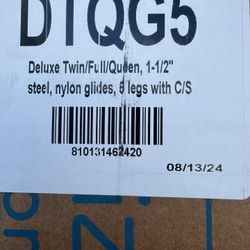 DTQG5
Deluxe Twin/Full/Queen, 1-1/2"
steel, nylon glides, 6 legs with C/S
810131462420
08/13/24